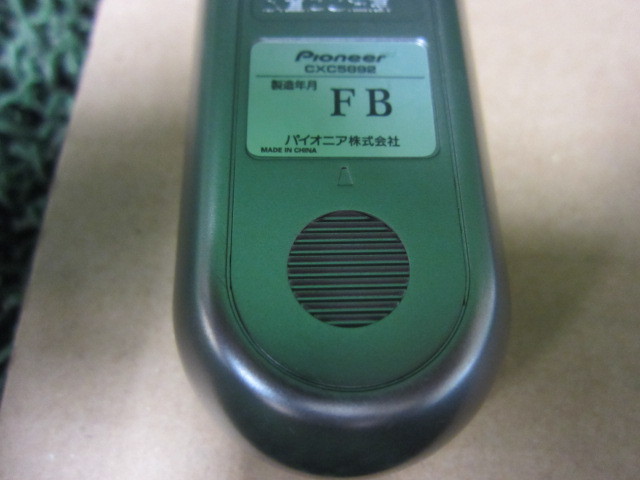 Pioneer
CXC5892
製造年月
FB
パイオニア株式会社
MADE IN CHINA